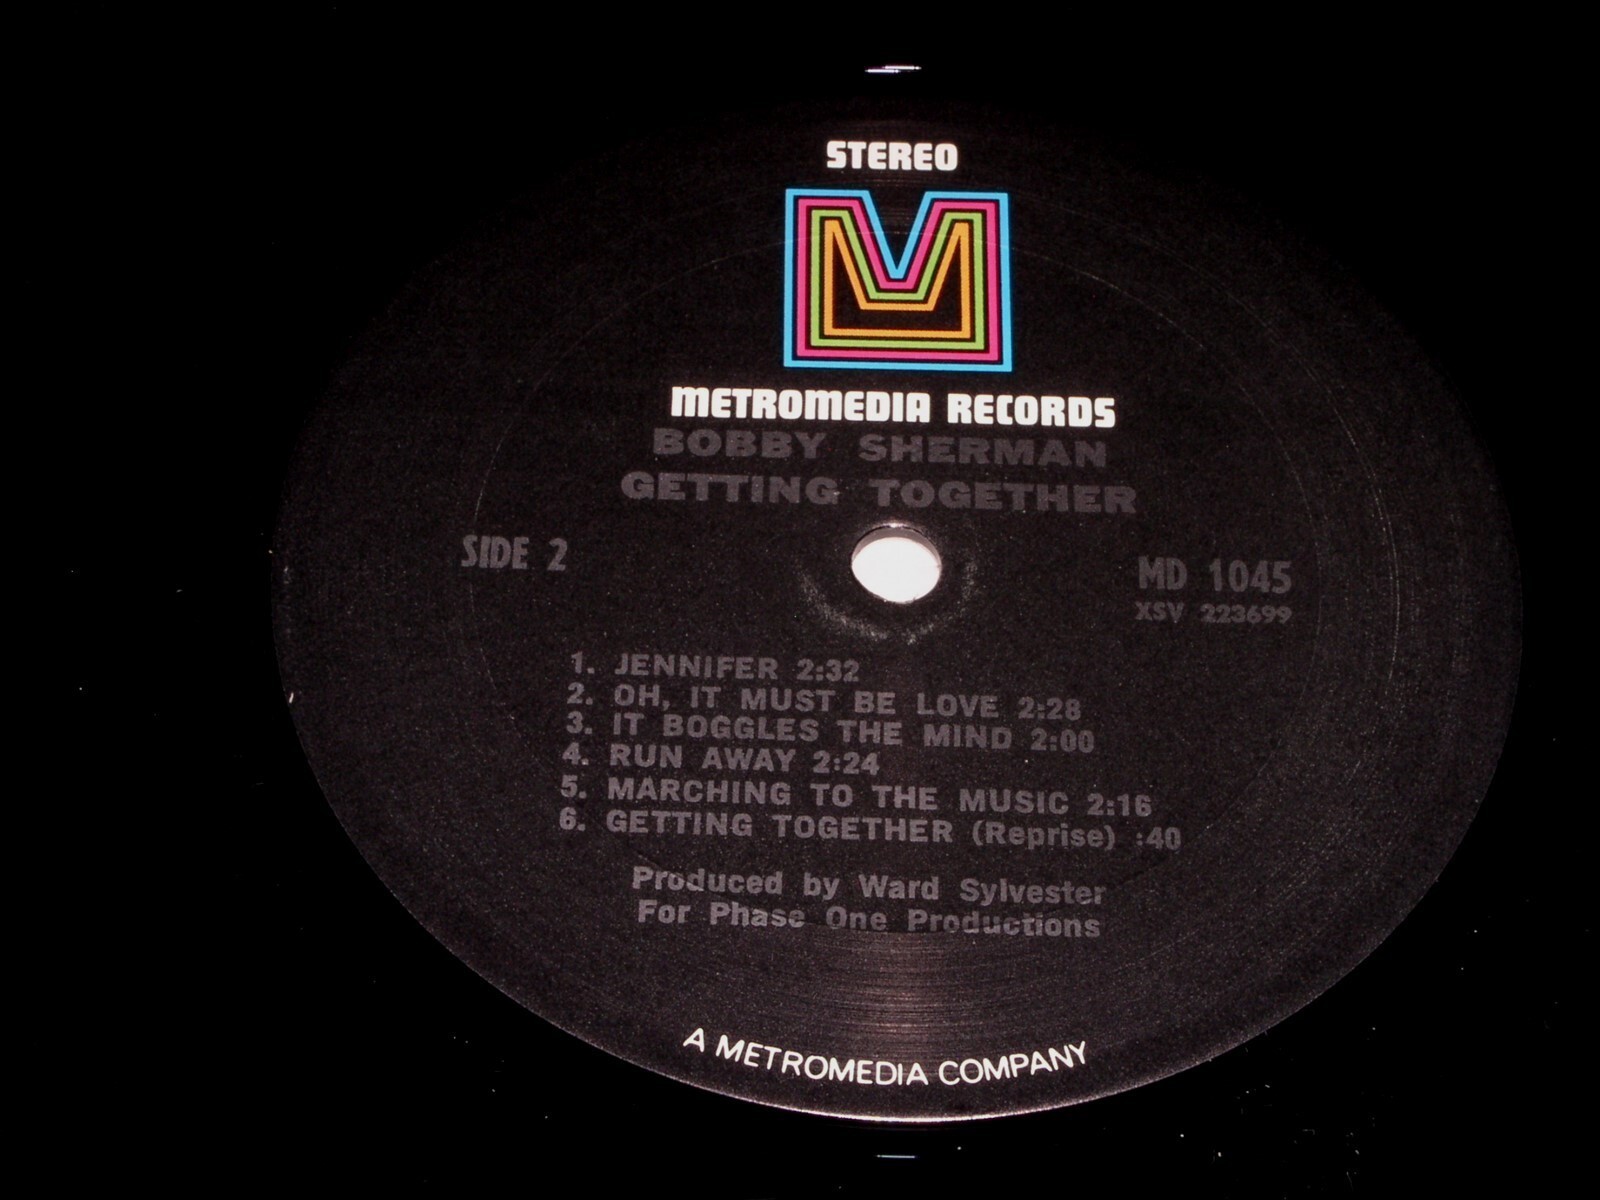 STEREO
METROMEDIA RECORDS
BOBBY SHERMAN
GETTING TOGETHER
SIDE 2
MD 1045
XSV 223699
1. JENNIFER 2:32
2. OH, IT MUST BE LOVE 2:28
3. IT BOGGLES THE MIND 2:00
4. RUN AWAY 2:24
5. MARCHING TO THE MUSIC 2:16
6. GETTING TOGETHER (Reprise) :40
Produced by Ward Sylvester
For Phase One Productions
A METROMEDIA COMPANY